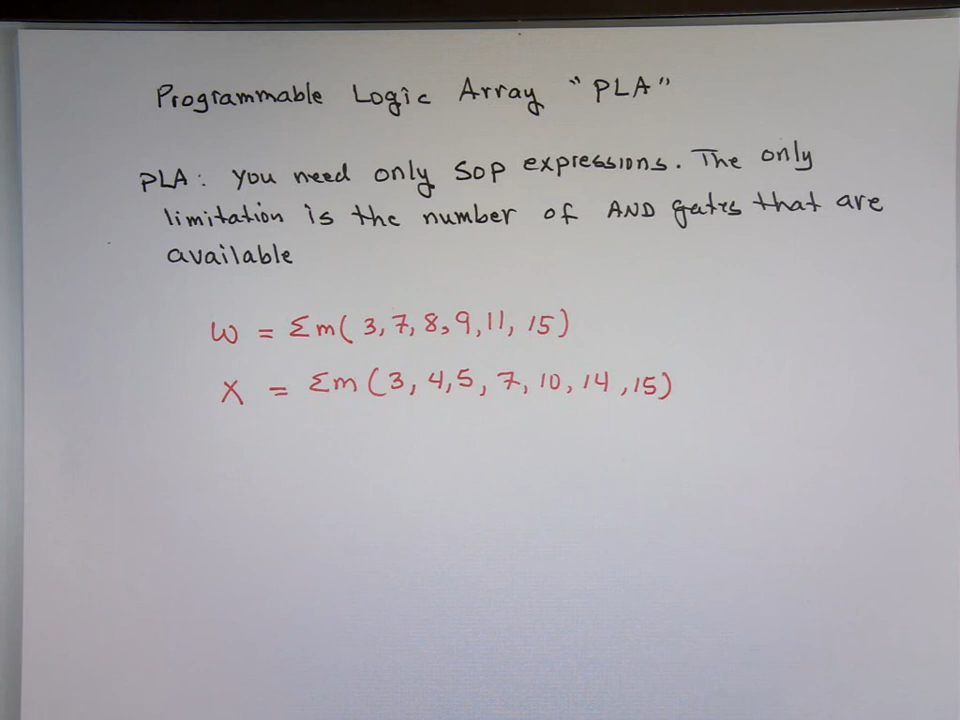 Programmable Logic Array "PLA"
PLA: You need only SOP expressions. The only
limitation is the number of AND gates that are
available
W = Σm( 3, 7, 8, 9, 11, 15)
X = Σm (3, 4, 5, 7, 10, 14, 15)